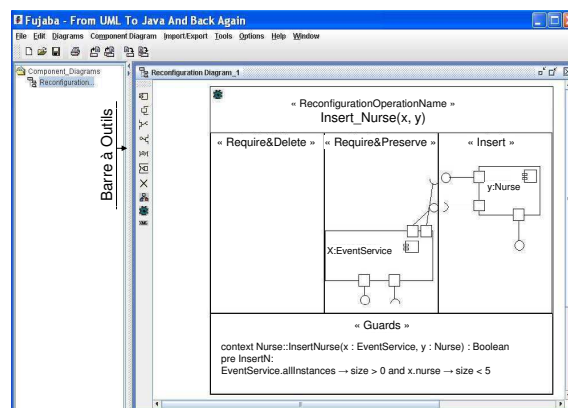 Fujaba - From UML To Java And Back Again
File Edit Diagrams Component Diagram Import/Export Tools Options Help Window
Component_Diagrams
Reconfiguration...
Reconfiguration Diagram_1
Barre à Outils
XML
« ReconfigurationOperationName »
Insert_Nurse(x, y)
« Require&Delete » « Require&Preserve » « Insert »
y:Nurse
X:EventService
« Guards »
context Nurse::InsertNurse(x : EventService, y : Nurse) : Boolean
pre InsertN:
EventService.allInstances → size > 0 and x.nurse → size < 5